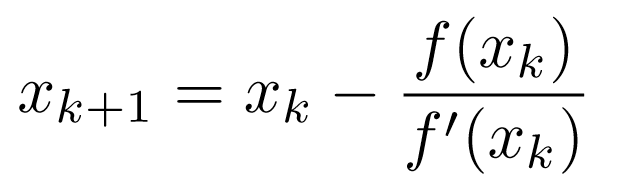 x_{k+1} = x_k - \frac{f(x_k)}{f'(x_k)}